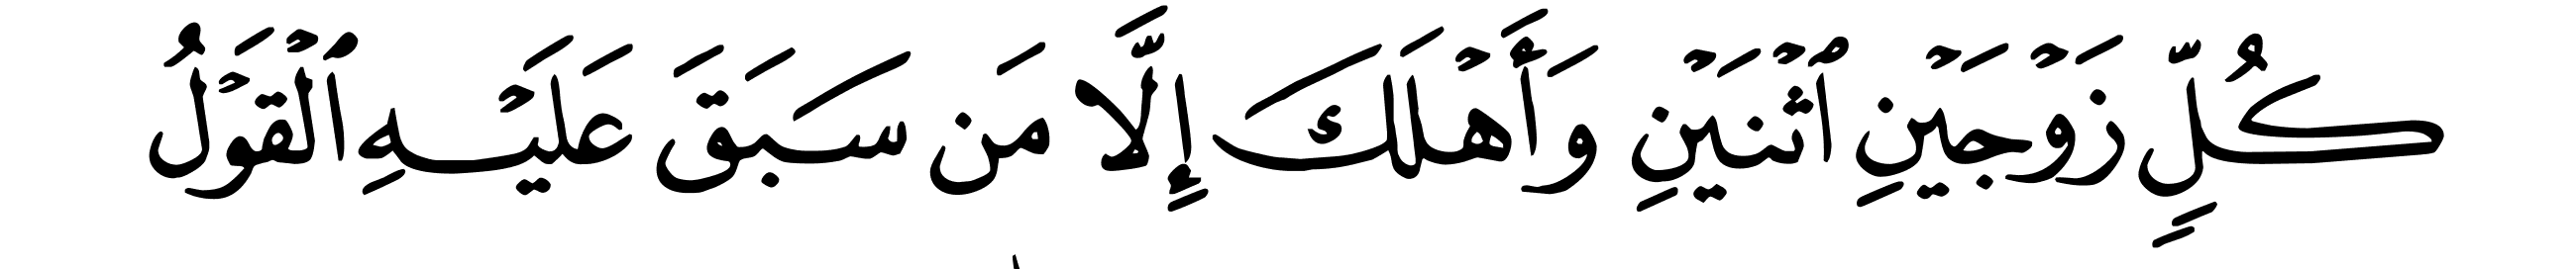 كُلٍّ زَوْجَيْنِ ٱثْنَيْنِ وَأَهْلَكَ إِلَّا مَن سَبَقَ عَلَيْهِ ٱلْقَوْلُ